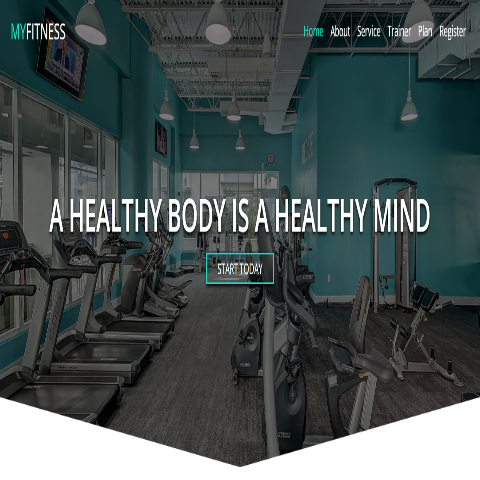 MYFITNESS
Home About Service Trainer Plan Register
A HEALTHY BODY IS A HEALTHY MIND
START TODAY